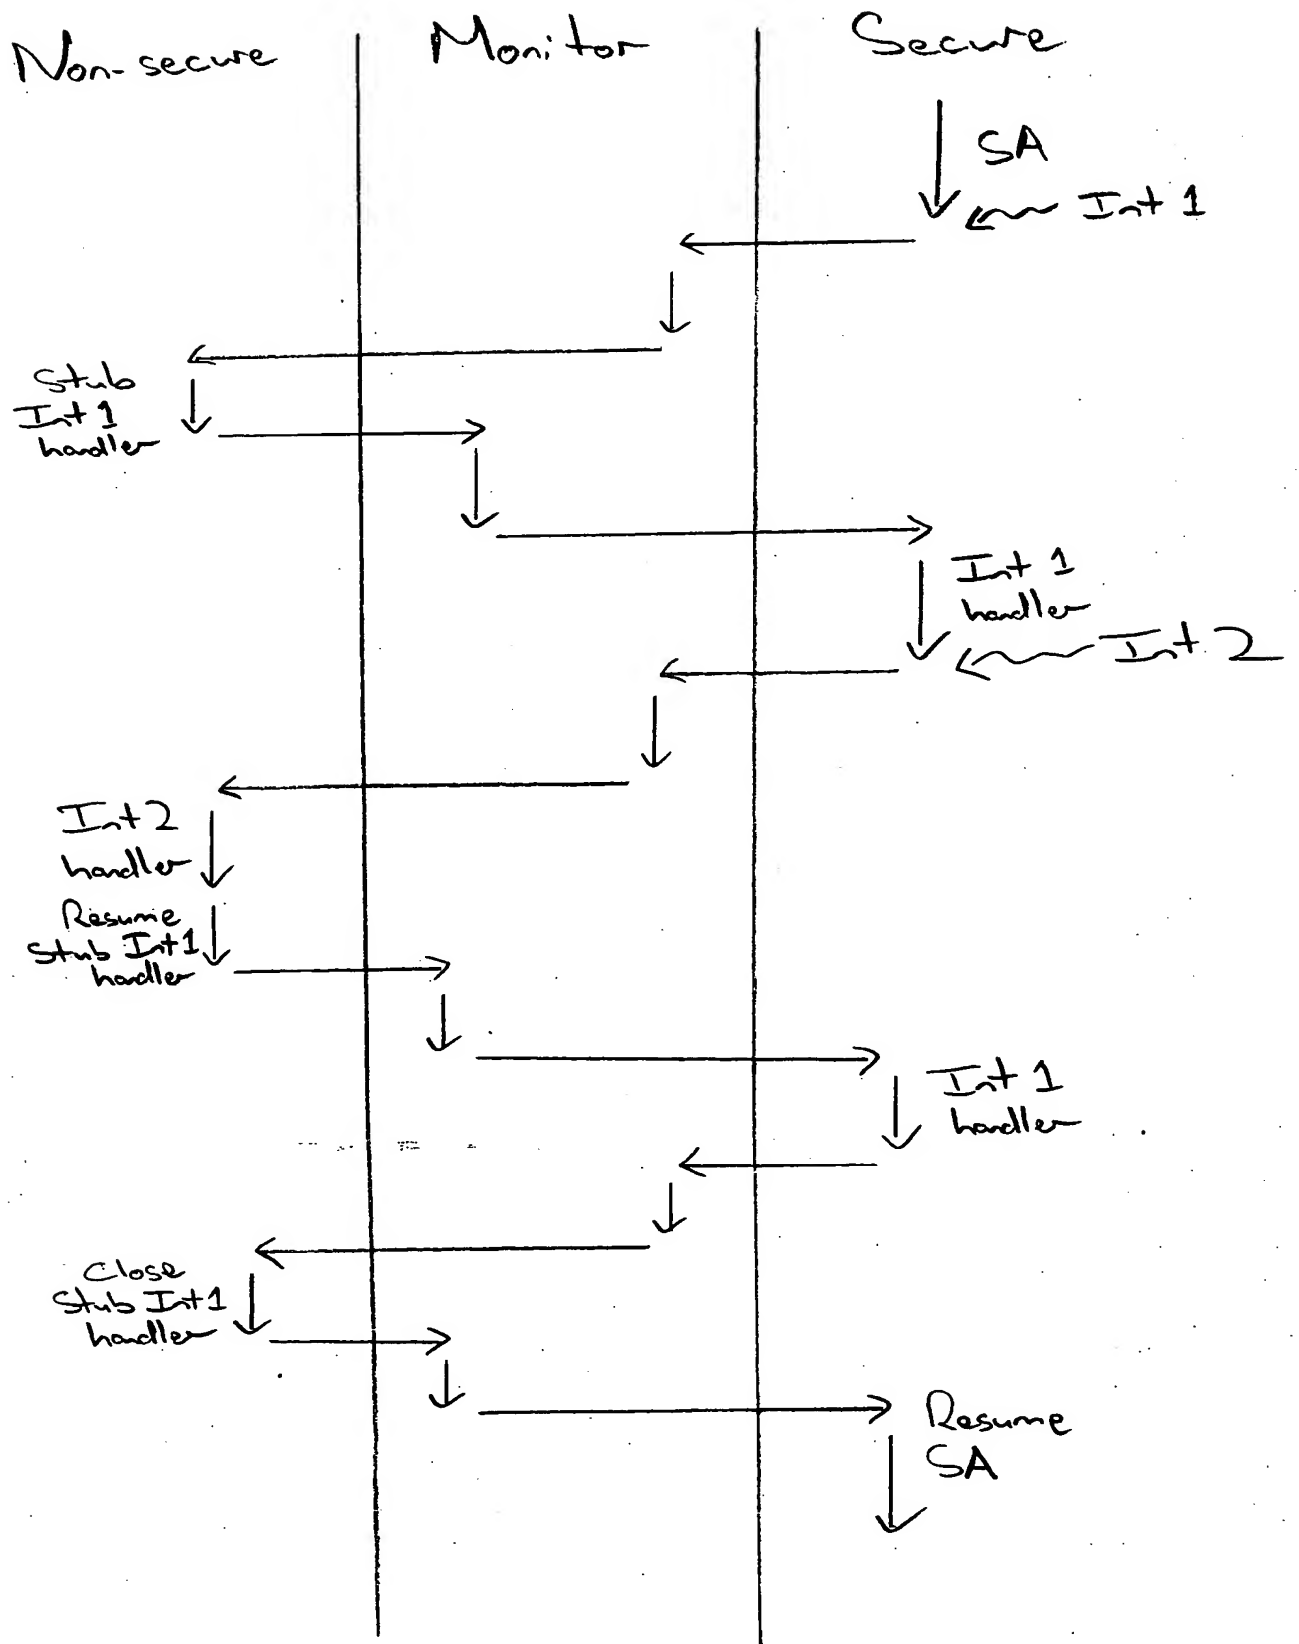 Non-secure
Monitor
Secure
SA
Int 1
Stub
Int 1
handler
Int 1
handler
Int 2
Int 2
handler
Resume
Stub Int 1
handler
Int 1
handler
Close
Stub Int 1
handler
Resume
SA